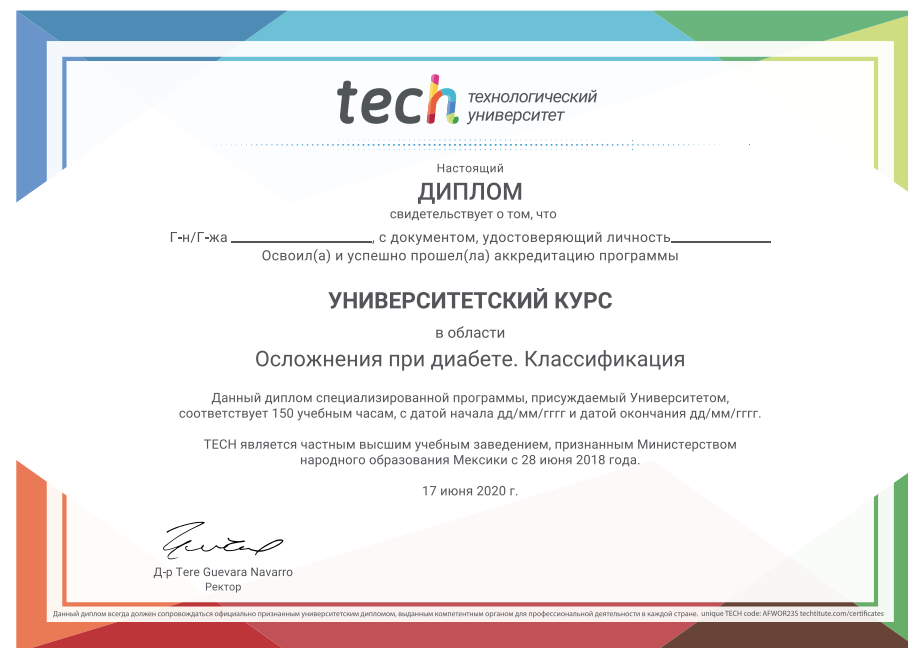 tech технологический
университет
Настоящий
ДИПЛОМ
свидетельствует о том, что
Г-н/Г-жа ____________________, с документом, удостоверяющий личность______________
Освоил(а) и успешно прошел(ла) аккредитацию программы
УНИВЕРСИТЕТСКИЙ КУРС
в области
Осложнения при диабете. Классификация
Данный диплом специализированной программы, присуждаемый Университетом,
соответствует 150 учебным часам, с датой начала дд/мм/гггг и датой окончания дд/мм/гггг.
TECH является частным высшим учебным заведением, признанным Министерством
народного образования Мексики с 28 июня 2018 года.
17 июня 2020 г.
Д-р Tere Guevara Navarro
Ректор
Данный диплом всегда должен сопровождаться официально признанным университетским дипломом, выданным компетентным органом для профессиональной деятельности в каждой стране. unique TECH code: AFWOR23S techtitute.com/certificates